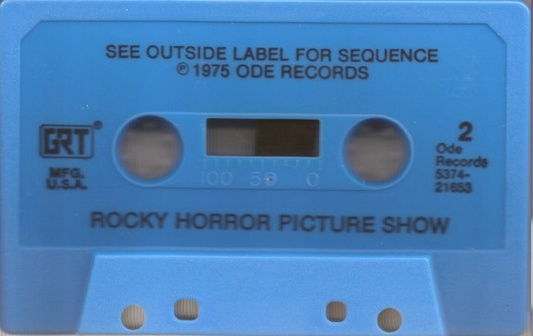 SEE OUTSIDE LABEL FOR SEQUENCE
℗ 1975 ODE RECORDS
GRT®
MFG.
U.S.A.
100 50 0
2
Ode
Records
5374-
21653
ROCKY HORROR PICTURE SHOW